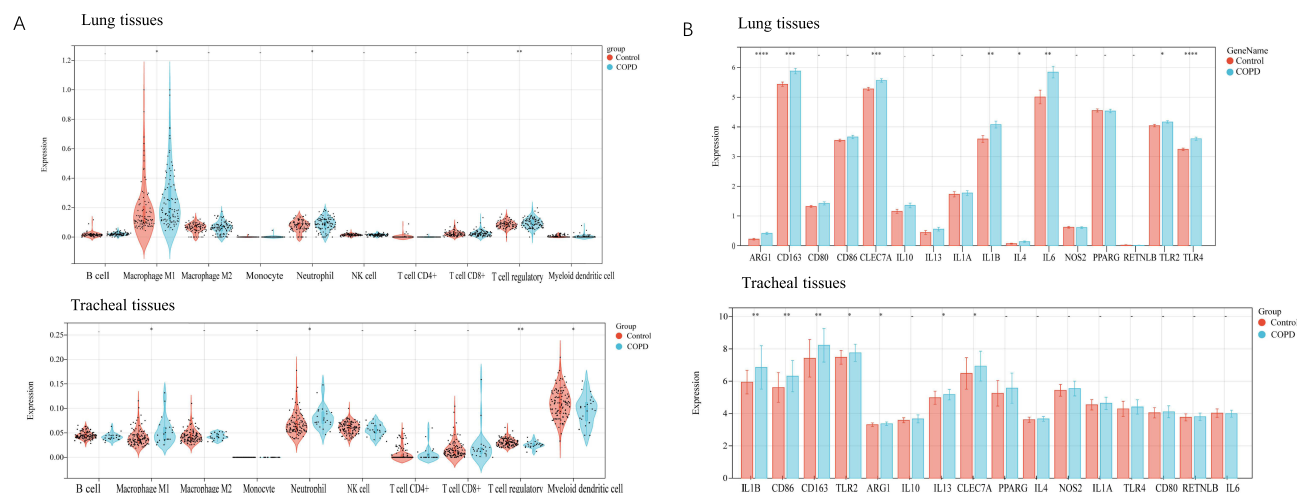 A
Lung tissues
* - - * - - - ** -
1.2
1.0
0.8
0.6
0.4
0.2
0.0
Expression
group
Control
COPD
B cell Macrophage M1 Macrophage M2 Monocyte Neutrophil NK cell T cell CD4+ T cell CD8+ T cell regulatory Myeloid dendritic cell
Tracheal tissues
- * - - * - - - ** *
0.25
0.20
0.15
0.10
0.05
0.00
Expression
Group
Control
COPD
B cell Macrophage M1 Macrophage M2 Monocyte Neutrophil NK cell T cell CD4+ T cell CD8+ T cell regulatory Myeloid dendritic cell
B
Lung tissues
**** *** - - *** - - - ** * ** - - - * ****
6
5
4
3
2
1
0
Expression
GeneName
Control
COPD
ARG1 CD163 CD80 CD86 CLEC7A IL10 IL13 IL1A IL1B IL4 IL6 NOS2 PPARG RETNLB TLR2 TLR4
Tracheal tissues
** ** ** * * - * * - - - - - - - -
10
8
6
4
2
0
Expression
Group
Control
COPD
IL1B CD86 CD163 TLR2 ARG1 IL10 IL13 CLEC7A PPARG IL4 NOS2 IL1A TLR4 CD80 RETNLB IL6